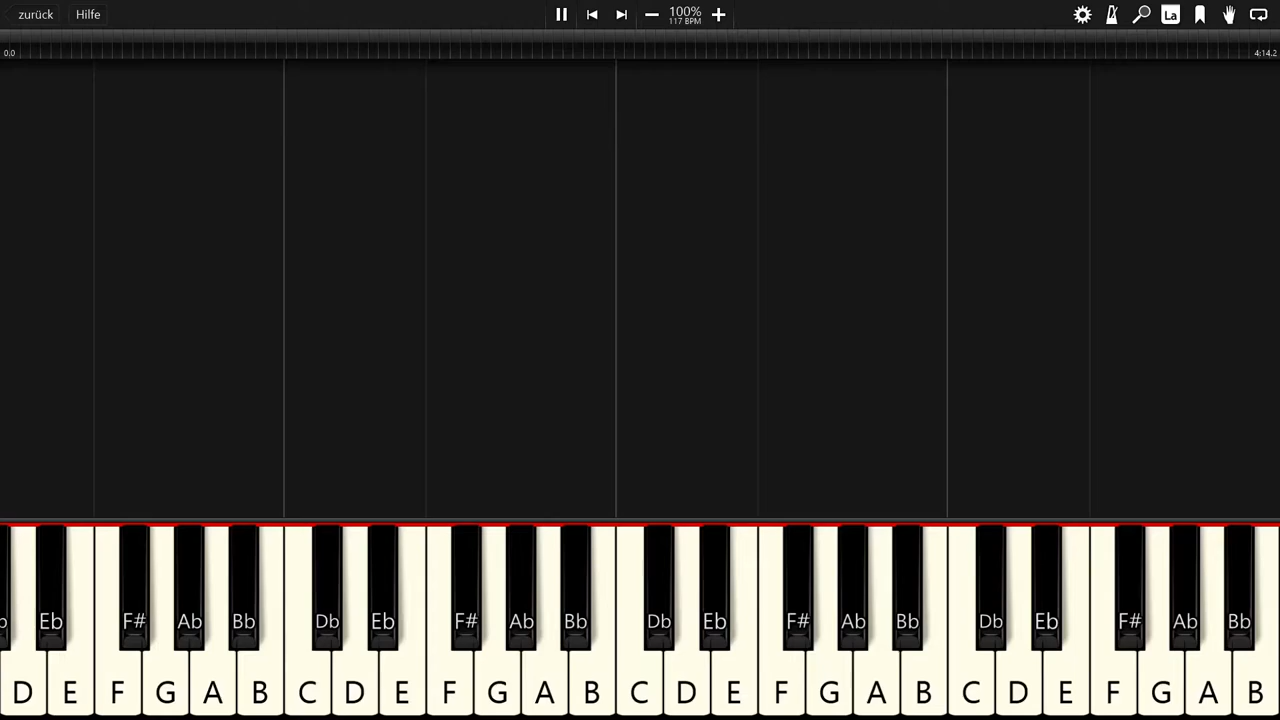 zurück Hilfe 100% La
117 BPM
0,0 4:14.2
Eb F# Ab Bb Db Eb F# Ab Bb Db Eb F# Ab Bb Db Eb F# Ab Bb
D E F G A B C D E F G A B C D E F G A B C D E F G A B